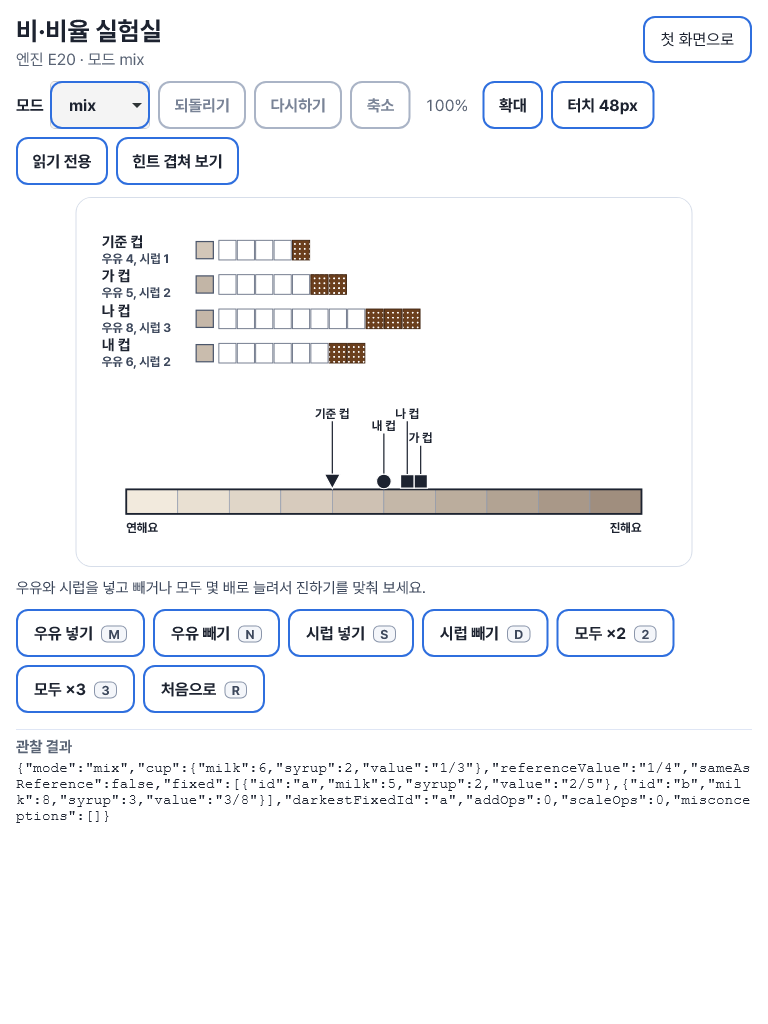 비·비율 실험실
첫 화면으로
엔진 E20 · 모드 mix
모드 mix 되돌리기 다시하기 축소 100% 확대 터치 48px
읽기 전용 힌트 겹쳐 보기
기준 컵
우유 4, 시럽 1
가 컵
우유 5, 시럽 2
나 컵
우유 8, 시럽 3
내 컵
우유 6, 시럽 2
기준 컵 나 컵
내 컵
가 컵
연해요 진해요
우유와 시럽을 넣고 빼거나 모두 몇 배로 늘려서 진하기를 맞춰 보세요.
우유 넣기 M 우유 빼기 N 시럽 넣기 S 시럽 빼기 D 모두 ×2 2
모두 ×3 3 처음으로 R
관찰 결과
{"mode":"mix","cup":{"milk":6,"syrup":2,"value":"1/3"},"referenceValue":"1/4","sameAs
Reference":false,"fixed":[{"id":"a","milk":5,"syrup":2,"value":"2/5"},{"id":"b","mil
k":8,"syrup":3,"value":"3/8"}],"darkestFixedId":"a","addOps":0,"scaleOps":0,"misconce
ptions":[]}